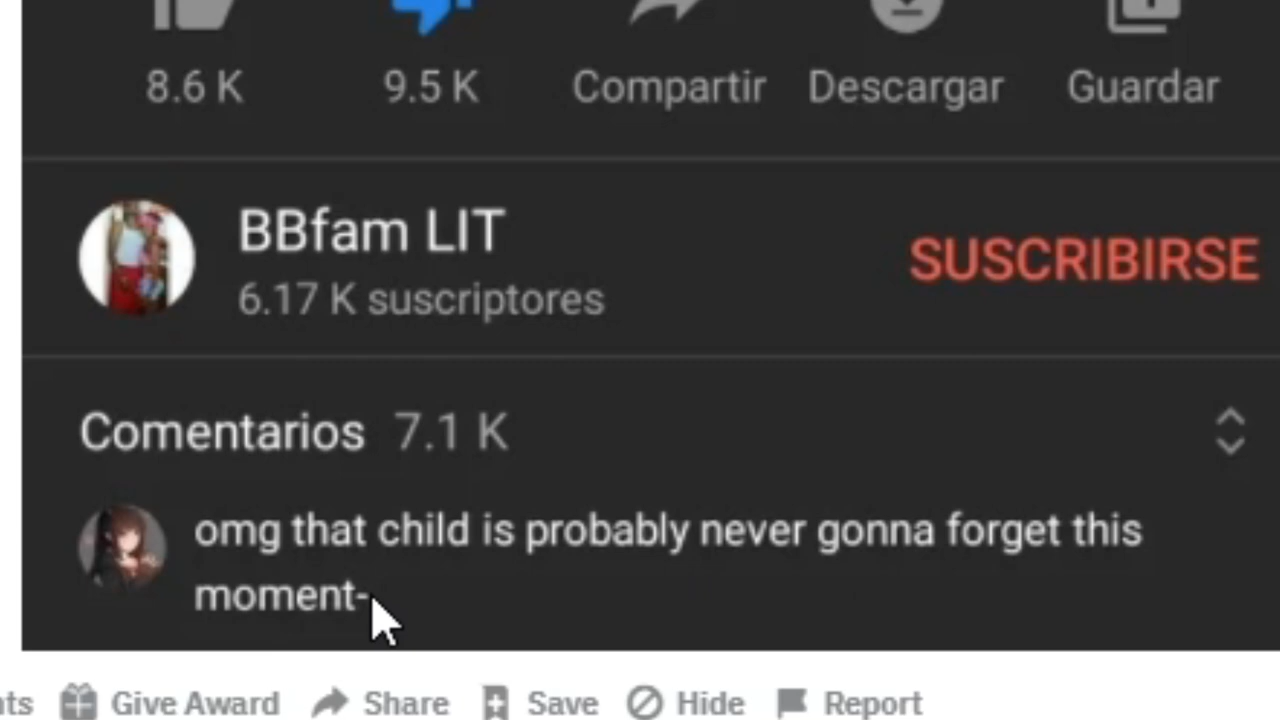 8.6 K 9.5 K Compartir Descargar Guardar
BBfam LIT
6.17 K suscriptores
SUSCRIBIRSE
Comentarios 7.1 K
omg that child is probably never gonna forget this
moment-
Give Award Share Save Hide Report